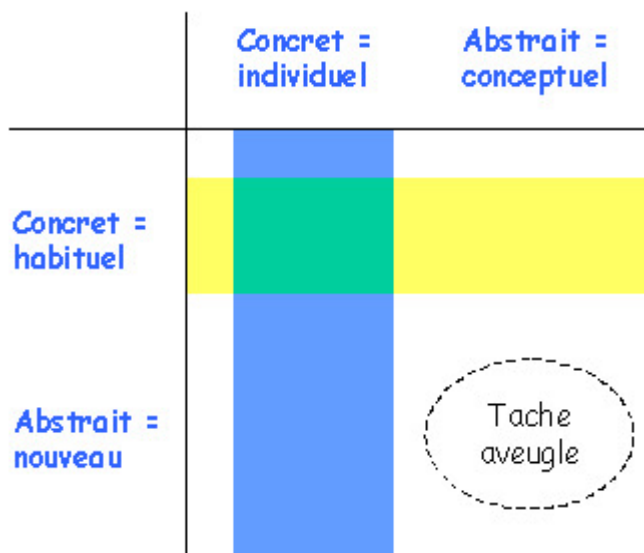 Concret =
individuel
Abstrait =
conceptuel
Concret =
habituel
Abstrait =
nouveau
Tache
aveugle